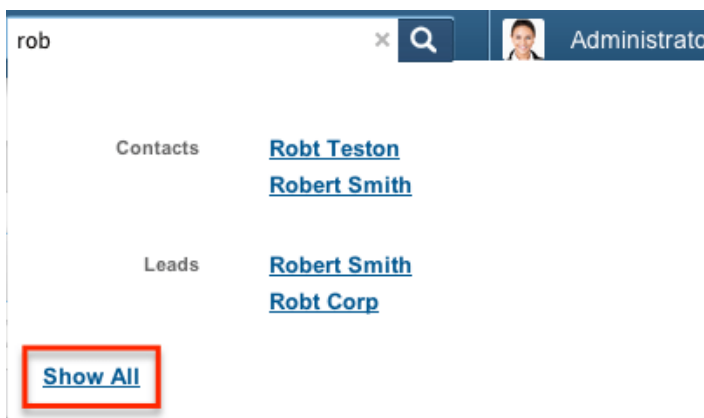 rob
Administrato
Contacts Robt Teston
Robert Smith
Leads Robert Smith
Robt Corp
Show All